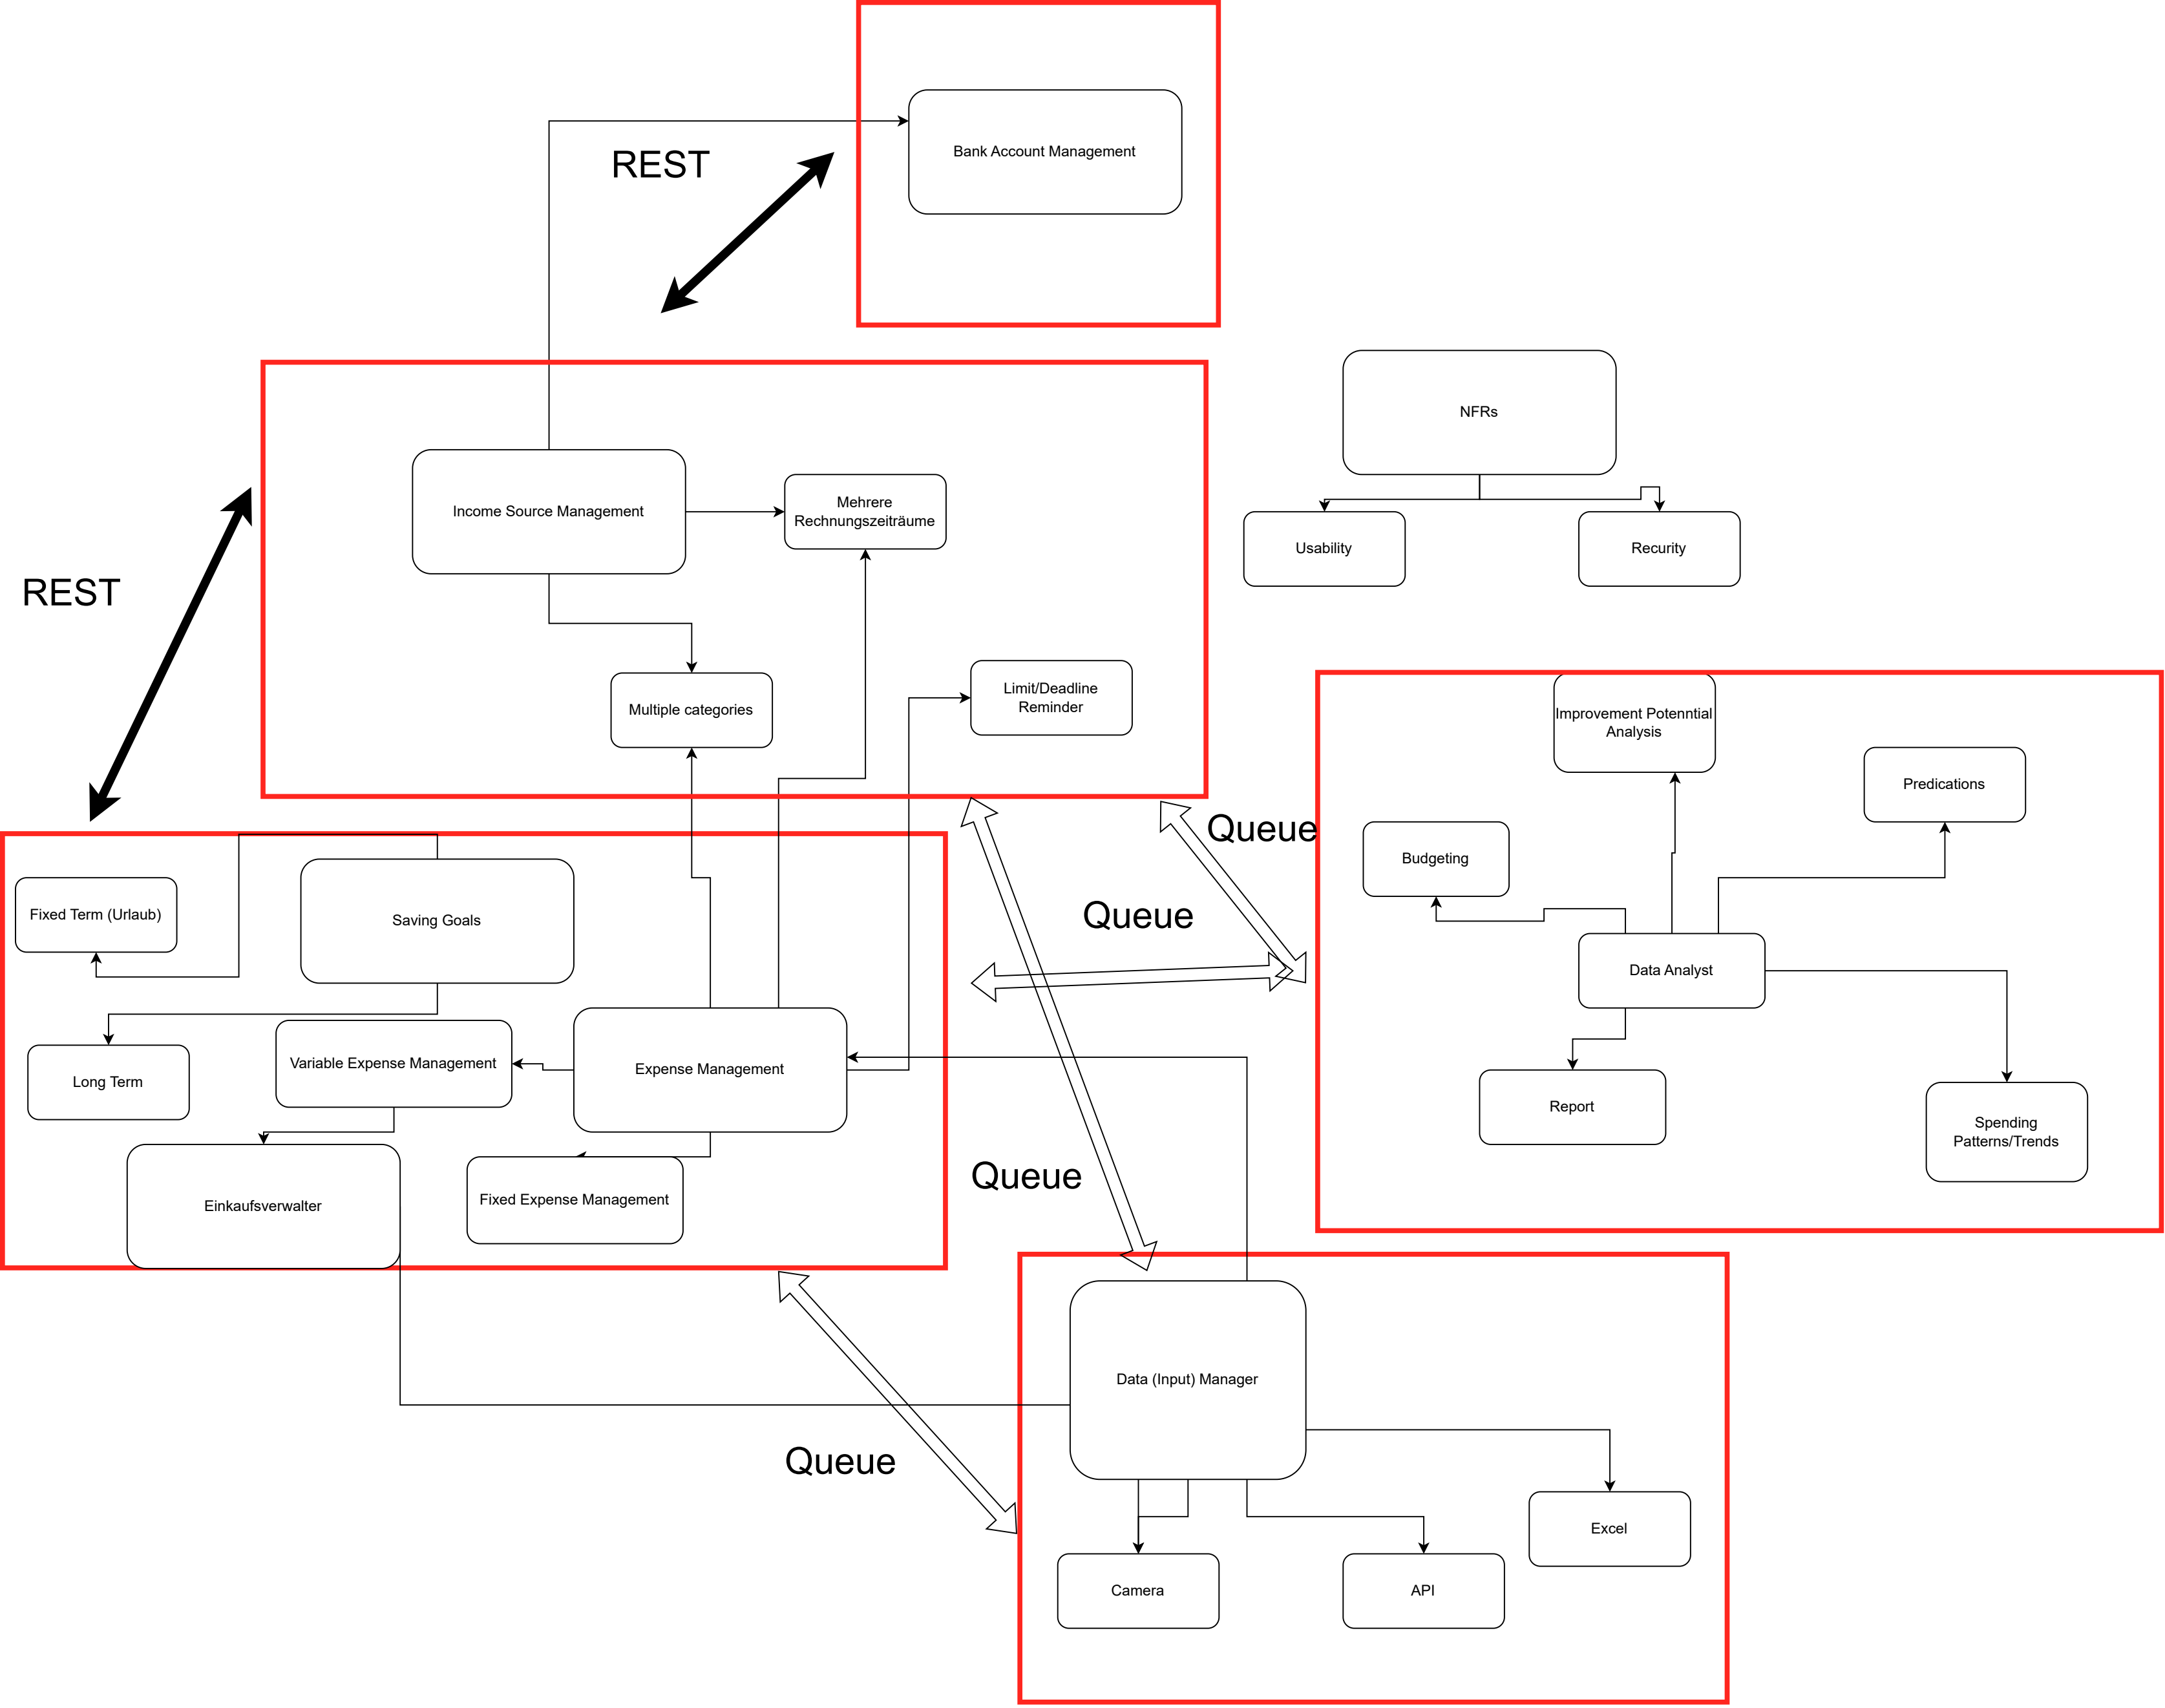 Bank Account Management
REST
NFRs
Income Source Management
Mehrere
Rechnungszeiträume
Usability
Recurity
REST
Limit/Deadline
Reminder
Multiple categories
Improvement Potenntial
Analysis
Predications
Queue
Budgeting
Queue
Fixed Term (Urlaub)
Saving Goals
Data Analyst
Variable Expense Management
Expense Management
Long Term
Report
Spending
Patterns/Trends
Queue
Einkaufsverwalter
Fixed Expense Management
Data (Input) Manager
Queue
Excel
Camera
API